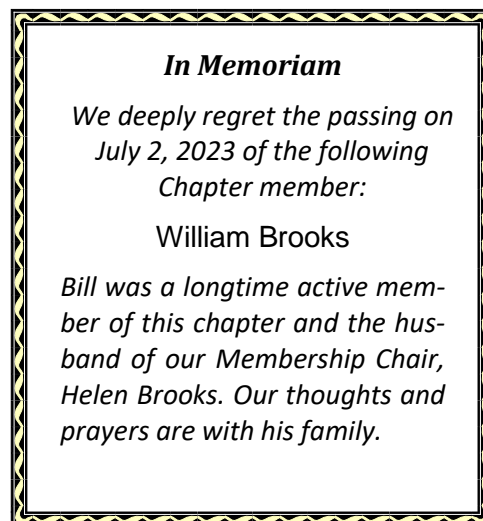 In Memoriam
We deeply regret the passing on
July 2, 2023 of the following
Chapter member:
William Brooks
Bill was a longtime active mem-
ber of this chapter and the hus-
band of our Membership Chair,
Helen Brooks. Our thoughts and
prayers are with his family.